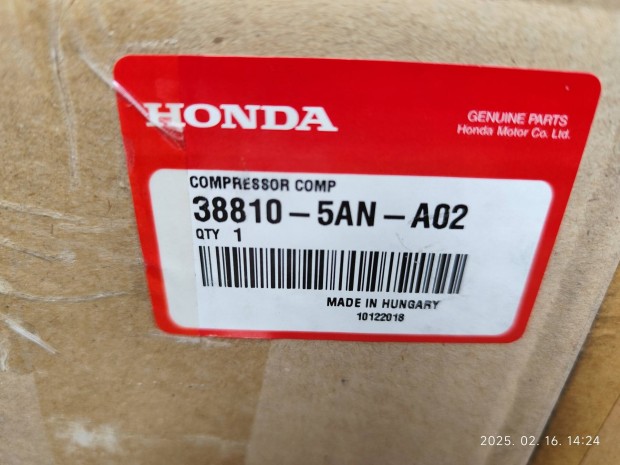 HONDA
GENUINE PARTS
Honda Motor Co. Ltd.
COMPRESSOR COMP
38810-5AN-A02
QTY 1
MADE IN HUNGARY
10122018
2025. 02. 16. 14:24